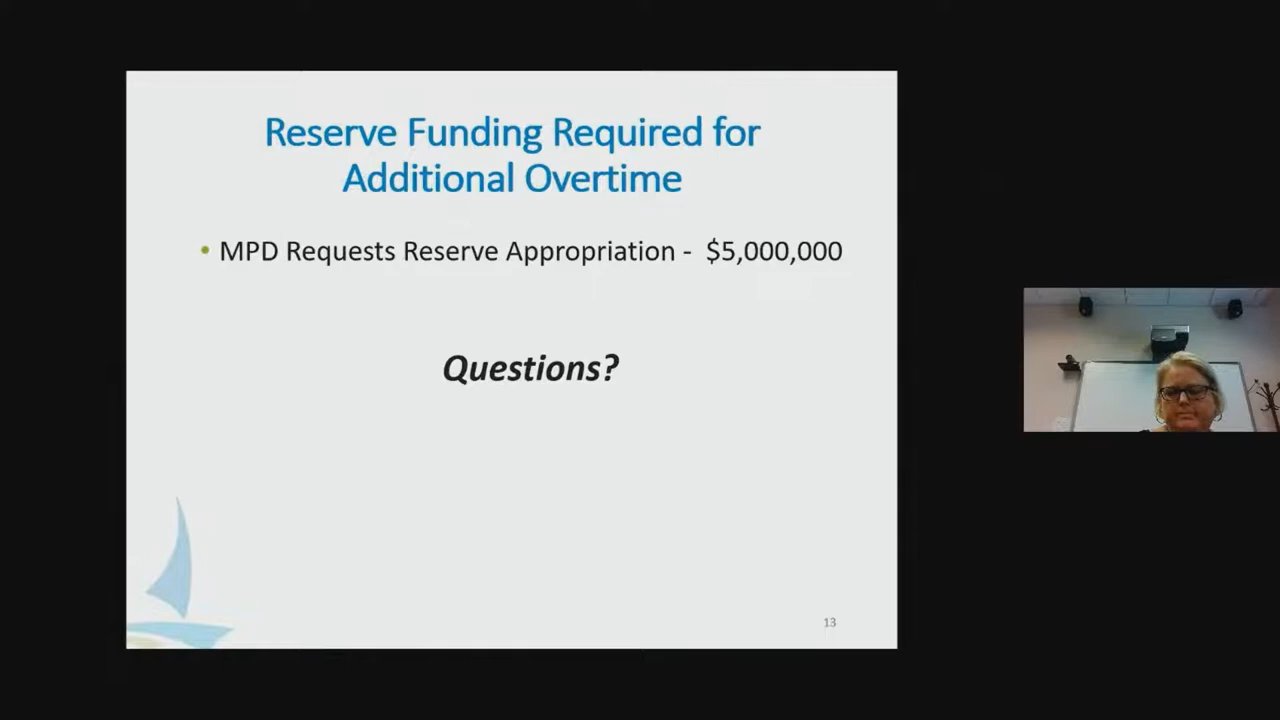 Reserve Funding Required for
Additional Overtime
• MPD Requests Reserve Appropriation - $5,000,000
Questions?
13